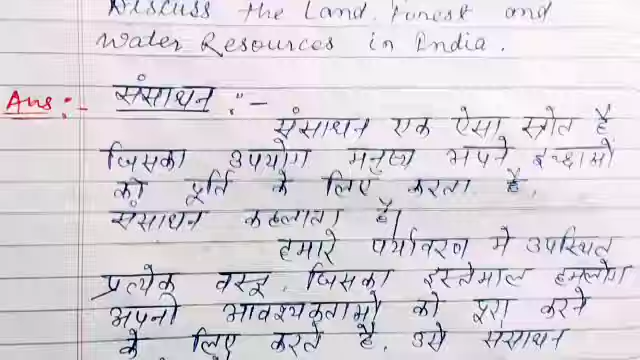 Discuss the Land, Forest and
Water Resources in India.
Ans:- संसाधन :-
संसाधन एक ऐसा स्त्रोत है
जिसका उपयोग मनुष्य अपने इच्छाओ
को पूर्ति के लिए करता है,
संसाधन कहलाता है।
हमारे पर्यावरण मे उपस्थित
प्रत्येक वस्तू, जिसका इस्तेमाल हमलोग
अपनी आवश्यकताओ को पूरा करने
के लिए करते है, उसे संसाधन